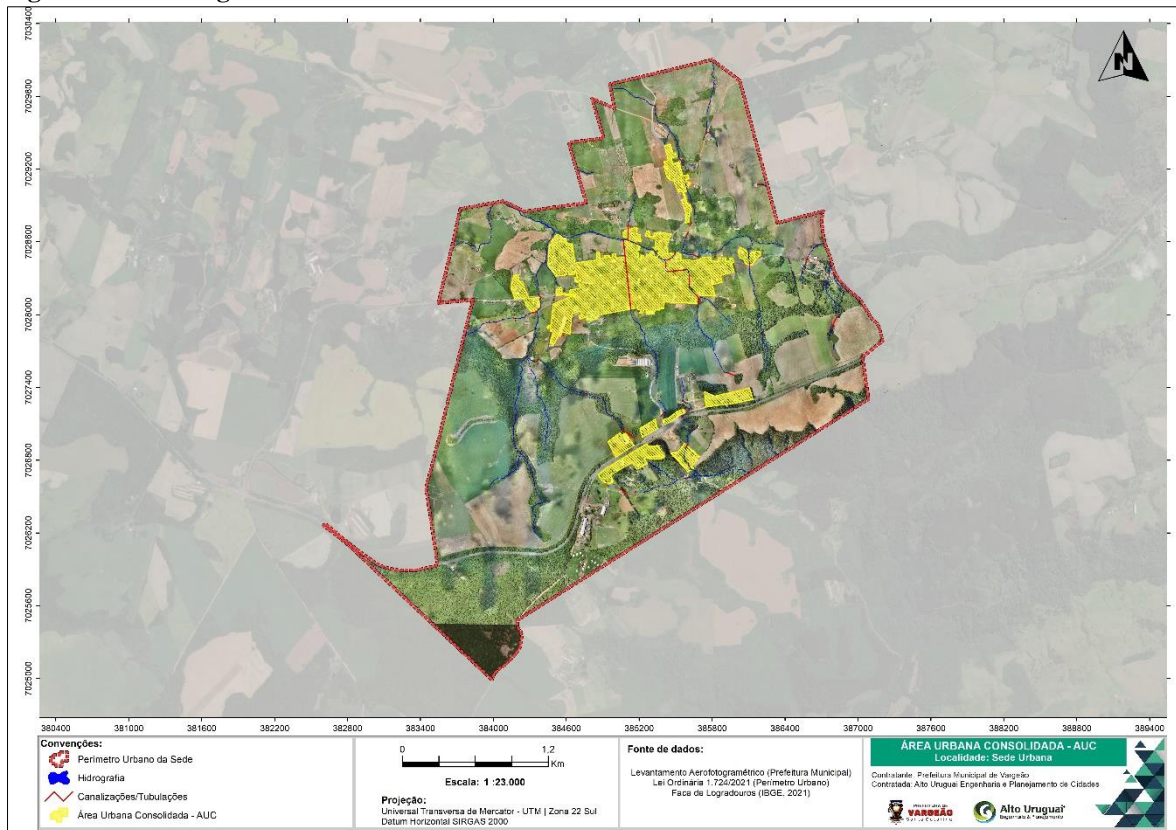 7030400
7029800
7029200
7028600
7028000
7027400
7026800
7026200
7025600
7025000
N
380400 381000 381600 382200 382800 383400 384000 384600 385200 385800 386400 387000 387600 388200 388800 389400
Convenções:
Perímetro Urbano da Sede
Hidrografia
Canalizações/Tubulações
Área Urbana Consolidada - AUC
0 1,2
Km
Escala: 1 :23.000
Projeção:
Universal Transversa de Mercator - UTM | Zona 22 Sul
Datum Horizontal SIRGAS 2000
Fonte de dados:
Levantamento Aerofotogramétrico (Prefeitura Municipal)
Lei Ordinária 1.724/2021 (Perímetro Urbano)
Face de Logradouros (IBGE, 2021)
ÁREA URBANA CONSOLIDADA - AUC
Localidade: Sede Urbana
Contratante: Prefeitura Municipal de Vargeão
Contratada: Alto Uruguai Engenharia e Planejamento de Cidades
VARGEÃO
Alto Uruguai
Engenharia & Planejamento